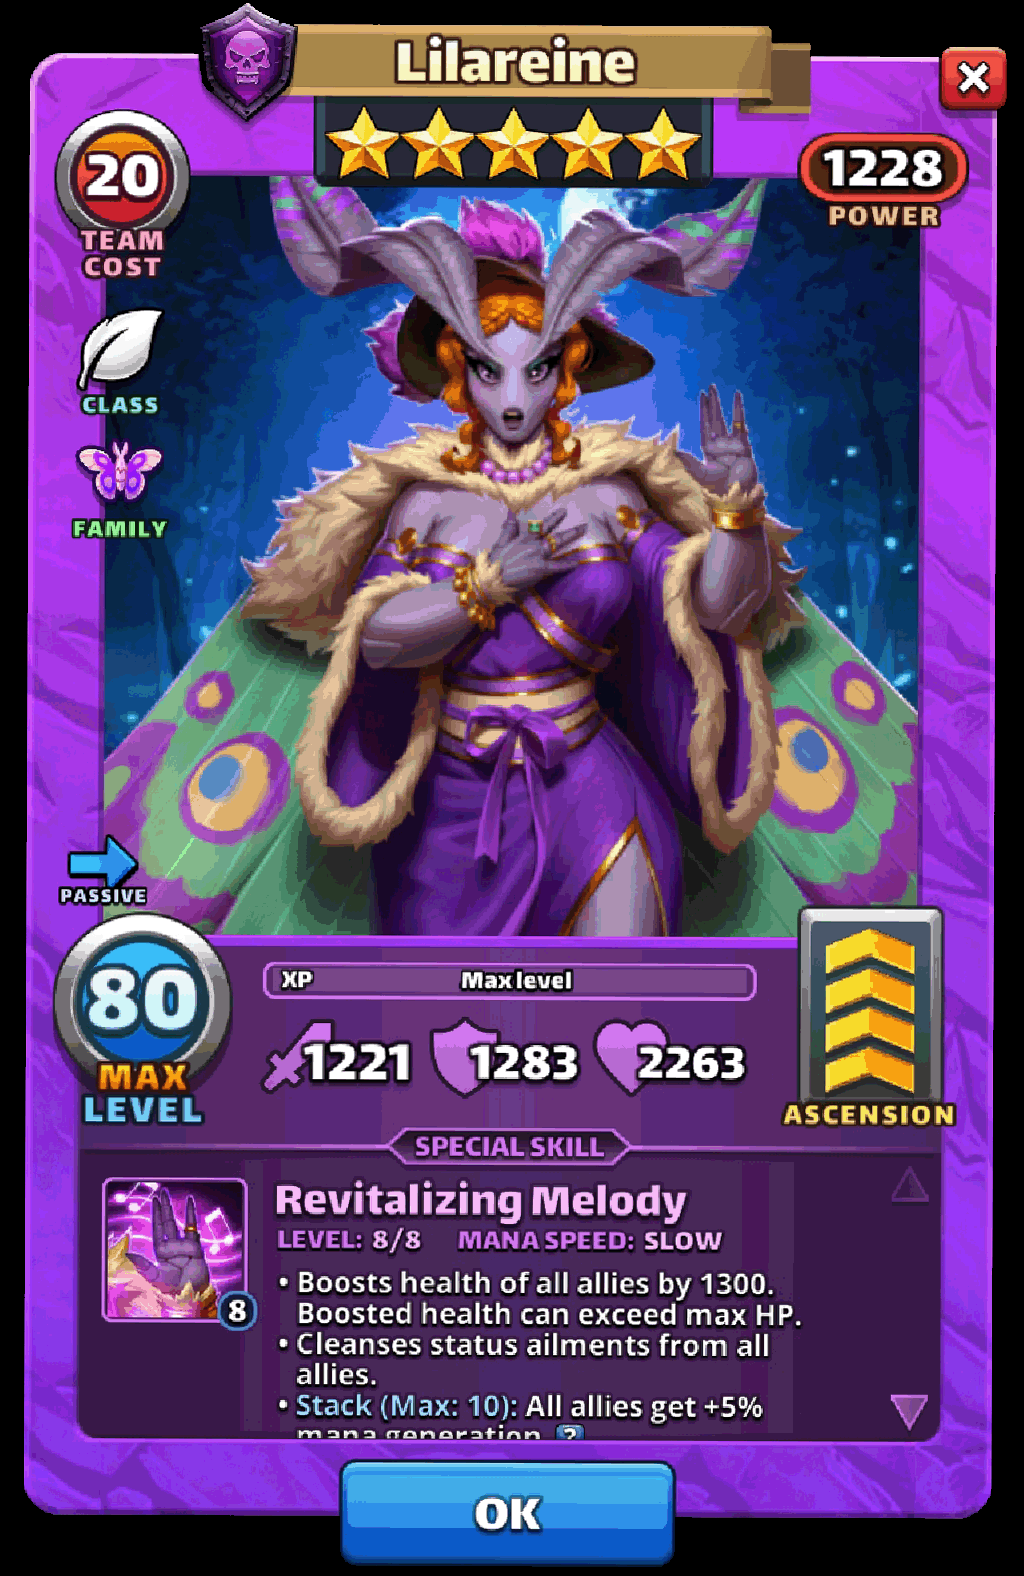 Lilareine
20
TEAM
COST
1228
POWER
CLASS
FAMILY
PASSIVE
80
MAX
LEVEL
XP Max level
1221 1283 2263
ASCENSION
SPECIAL SKILL
Revitalizing Melody
LEVEL: 8/8 MANA SPEED: SLOW
8
• Boosts health of all allies by 1300.
Boosted health can exceed max HP.
• Cleanses status ailments from all
allies.
• Stack (Max: 10): All allies get +5%
mana generation. ?
OK